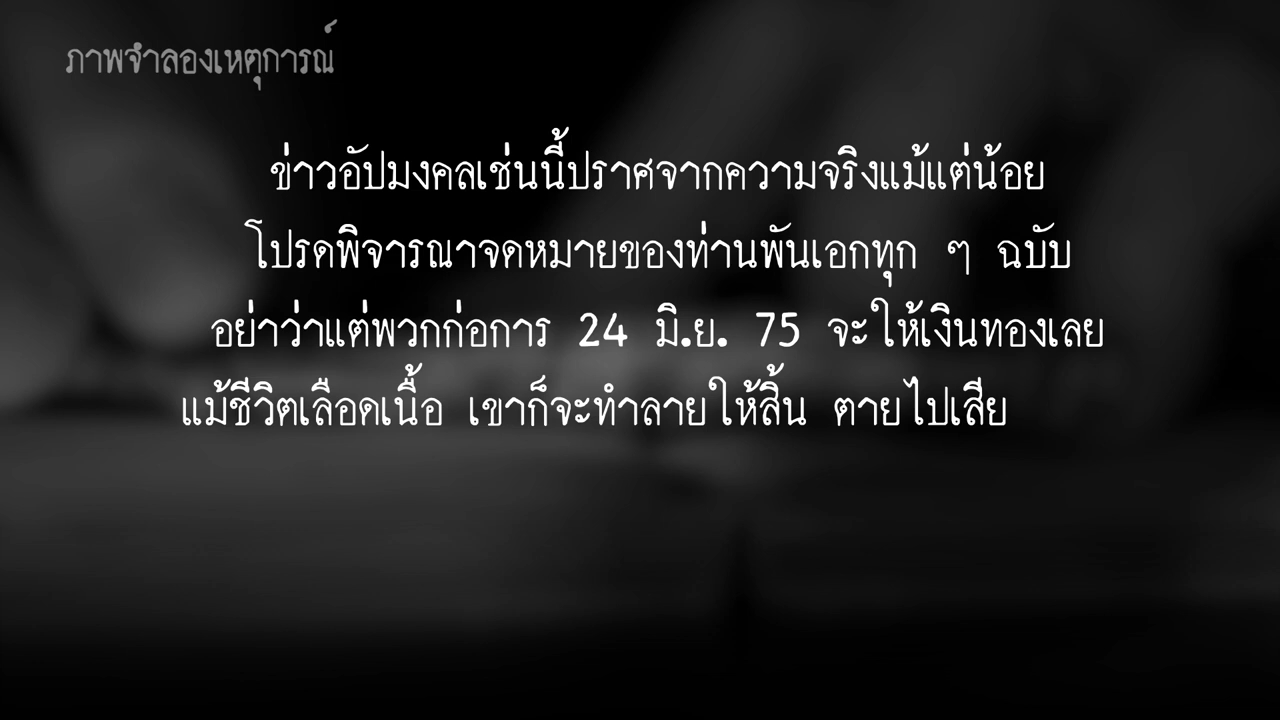 ภาพจำลองเหตุการณ์
ข่าวอัปมงคลเช่นนี้ปราศจากความจริงแม้แต่น้อย
โปรดพิจารณาจดหมายของท่านพันเอกทุก ๆ ฉบับ
อย่าว่าแต่พวกก่อการ 24 มิ.ย. 75 จะให้เงินทองเลย
แม้ชีวิตเลือดเนื้อ เขาก็จะทำลายให้สิ้น ตายไปเสีย